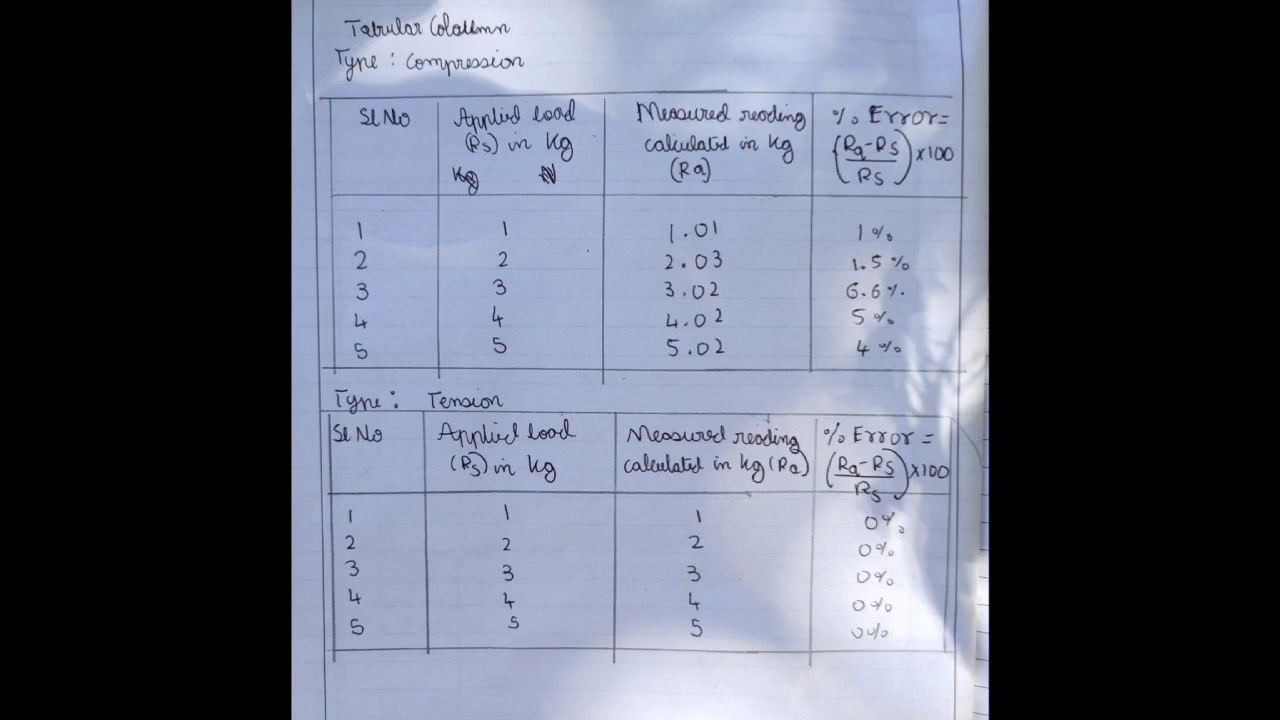 Tabular Coloumn
Type : Compression
Sl No Applied load (Rs) in Kg Measured reading calculated in Kg (Ra) % Error = (Ra-Rs/Rs) x100
1 1 1.01 1%
2 2 2.03 1.5%
3 3 3.02 6.6%.
4 4 4.02 5%
5 5 5.02 4%
Type : Tension
Sl No Applied load (Rs) in Kg Measured reading calculated in Kg (Ra) % Error = (Ra-Rs/Rs) x100
1 1 1 0%
2 2 2 0%
3 3 3 0%
4 4 4 0%
5 5 5 0%